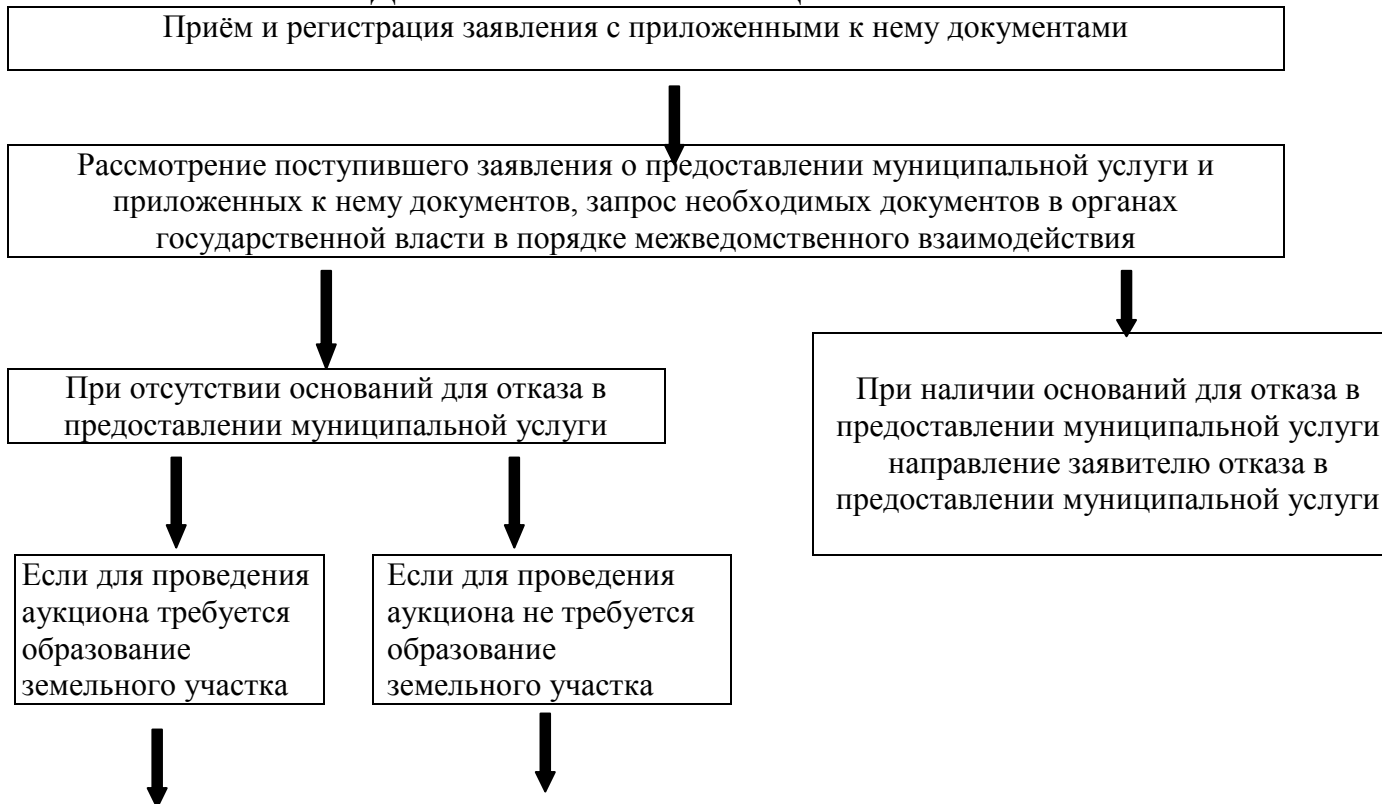 Приём и регистрация заявления с приложенными к нему документами
Рассмотрение поступившего заявления о предоставлении муниципальной услуги и
приложенных к нему документов, запрос необходимых документов в органах
государственной власти в порядке межведомственного взаимодействия
При отсутствии оснований для отказа в
предоставлении муниципальной услуги
При наличии оснований для отказа в
предоставлении муниципальной услуги
направление заявителю отказа в
предоставлении муниципальной услуги
Если для проведения
аукциона требуется
образование
земельного участка
Если для проведения
аукциона не требуется
образование
земельного участка